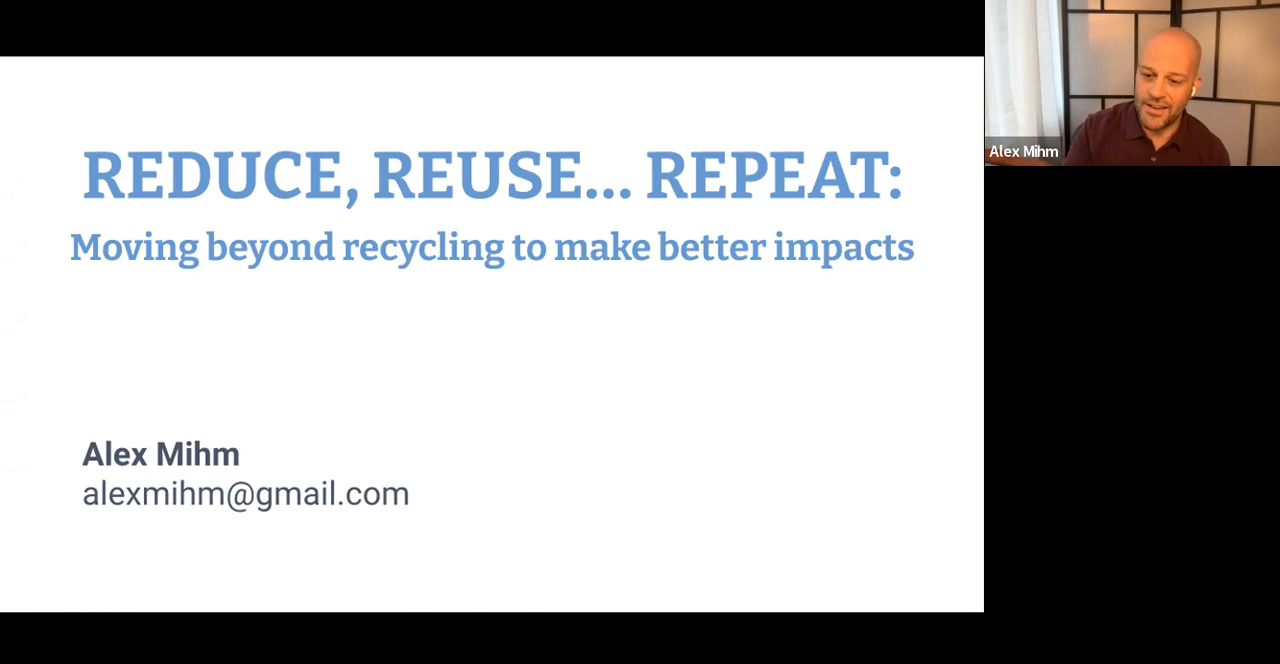 REDUCE, REUSE... REPEAT:
Moving beyond recycling to make better impacts
Alex Mihm
alexmihm@gmail.com
Alex Mihm